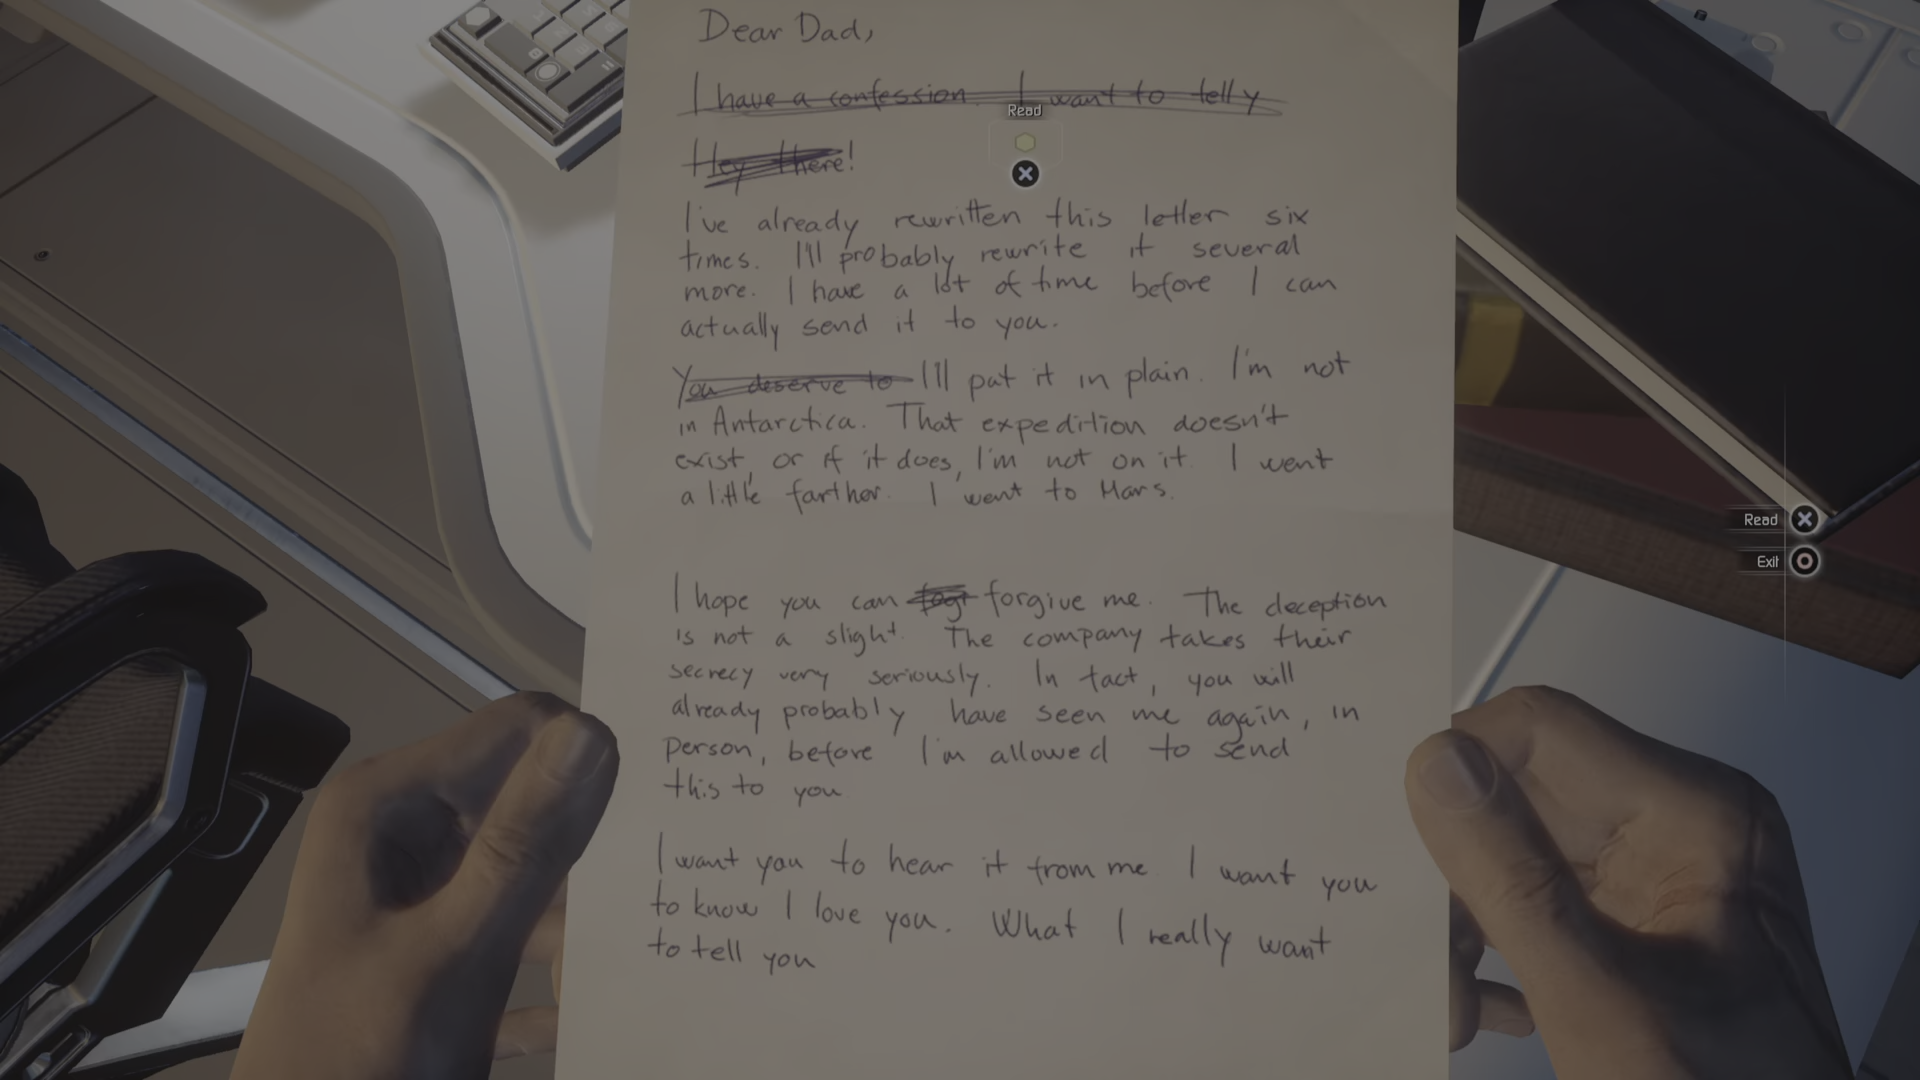 Dear Dad,
I have a confession. I want to tell y
Read
Hey there!
I've already rewritten this letter six
times. I'll probably rewrite it several
more. I have a lot of time before I can
actually send it to you.
You deserve to I'll put it in plain. I'm not
in Antarctica. That expedition doesn't
exist, or if it does, I'm not on it. I went
a little farther. I went to Mars.
Read
Exit
I hope you can forgive me. The deception
is not a slight. The company takes their
secrecy very seriously. In fact, you will
already probably have seen me again, in
person, before I'm allowed to send
this to you
I want you to hear it from me I want you
to know I love you. What I really want
to tell you